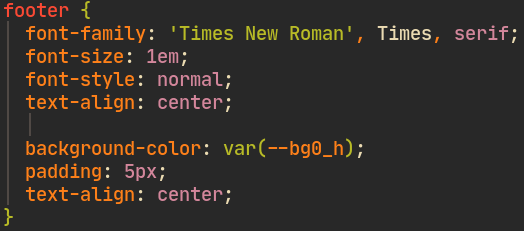 footer {
  font-family: 'Times New Roman', Times, serif;
  font-size: 1em;
  font-style: normal;
  text-align: center;

  background-color: var(--bg0_h);
  padding: 5px;
  text-align: center;
}